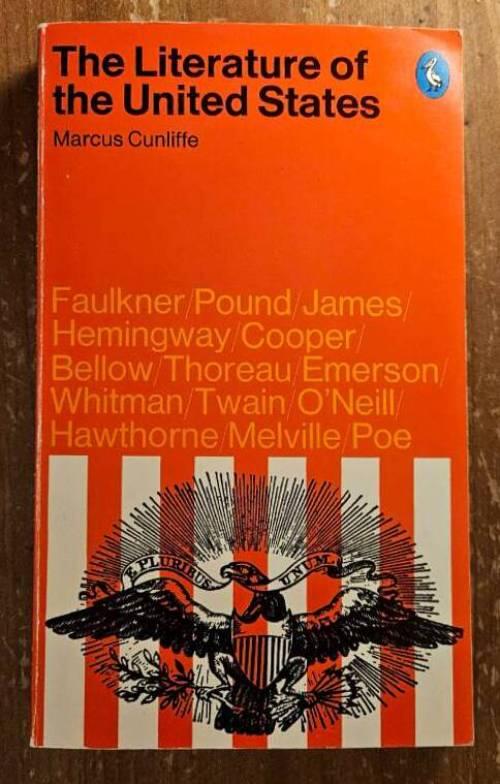 The Literature of
the United States
Marcus Cunliffe
Faulkner/Pound/James/
Hemingway/Cooper/
Bellow/Thoreau/Emerson/
Whitman/Twain/O'Neill/
Hawthorne/Melville/Poe
E PLURIBUS UNUM